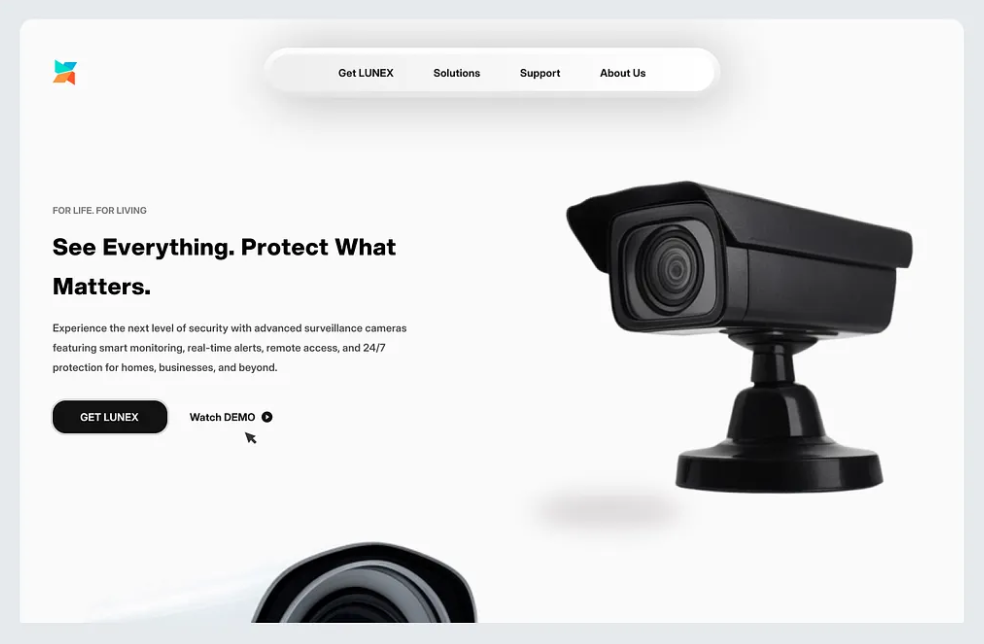 Get LUNEX Solutions Support About Us
FOR LIFE. FOR LIVING
See Everything. Protect What
Matters.
Experience the next level of security with advanced surveillance cameras
featuring smart monitoring, real-time alerts, remote access, and 24/7
protection for homes, businesses, and beyond.
GET LUNEX Watch DEMO